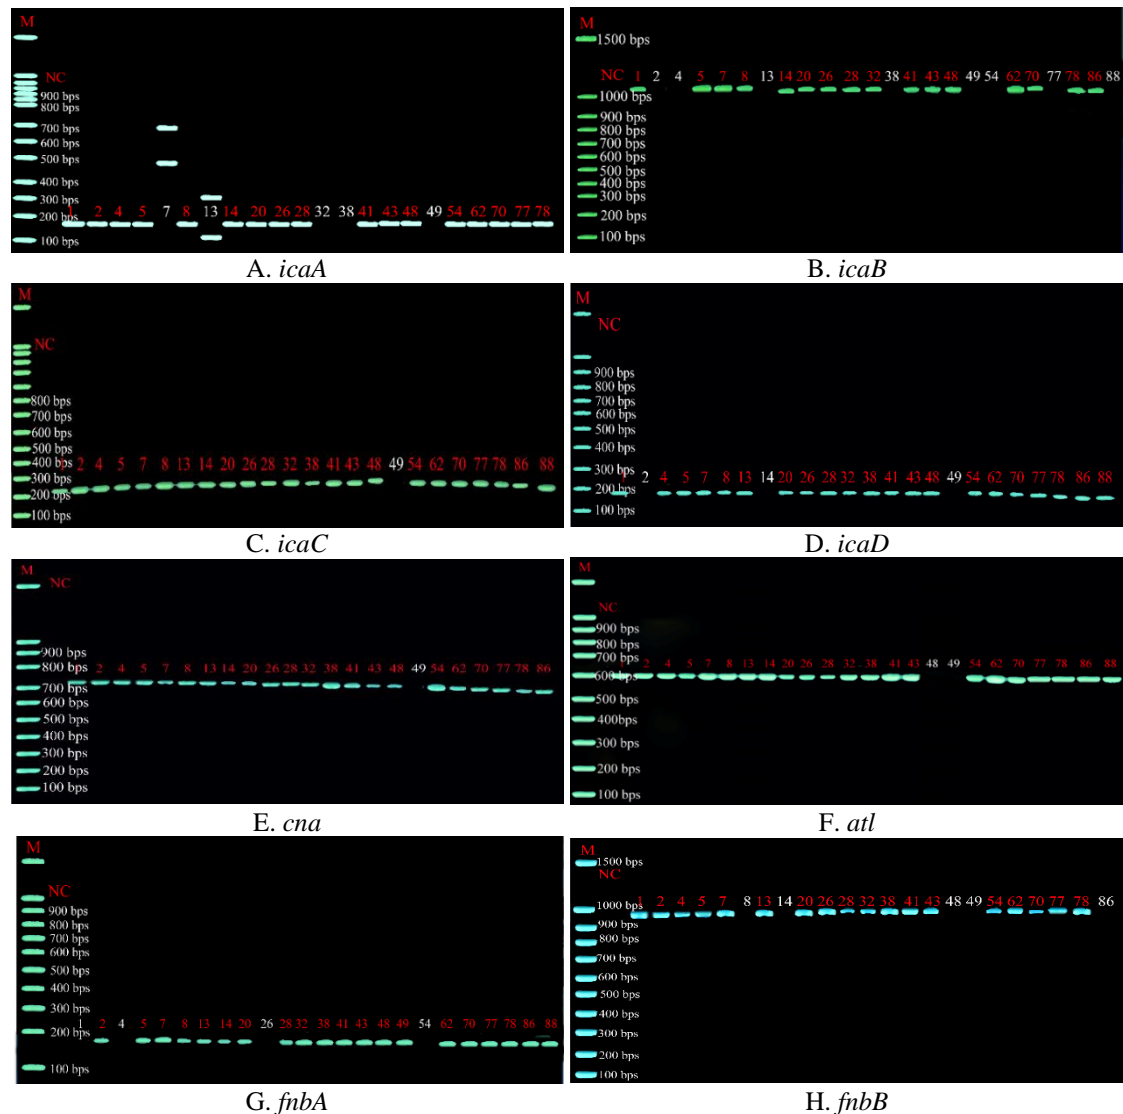 M
NC
900 bps
800 bps
700 bps
600 bps
500 bps
400 bps
300 bps
200 bps
100 bps
1 2 4 5 7 8 13 14 20 26 28 32 38 41 43 48 49 54 62 70 77 78
A. icaA
M
1500 bps
NC 1 2 4 5 7 8 13 14 20 26 28 32 38 41 43 48 49 54 62 70 77 78 86 88
1000 bps
900 bps
800 bps
700 bps
600 bps
500 bps
400 bps
300 bps
200 bps
100 bps
B. icaB
M
NC
800 bps
700 bps
600 bps
500 bps
400 bps
300 bps
200 bps
100 bps
1 2 4 5 7 8 13 14 20 26 28 32 38 41 43 48 49 54 62 70 77 78 86 88
C. icaC
M
NC
900 bps
800 bps
700 bps
600 bps
500 bps
400 bps
300 bps
200 bps
100 bps
1 2 4 5 7 8 13 14 20 26 28 32 38 41 43 48 49 54 62 70 77 78 86 88
D. icaD
M
NC
900 bps
800 bps
700 bps
600 bps
500 bps
400 bps
300 bps
200 bps
100 bps
1 2 4 5 7 8 13 14 20 26 28 32 38 41 43 48 49 54 62 70 77 78 86
E. cna
M
NC
900 bps
800 bps
700 bps
600 bps
500 bps
400bps
300 bps
200 bps
100 bps
1 2 4 5 7 8 13 14 20 26 28 32 38 41 43 48 49 54 62 70 77 78 86 88
F. atl
M
NC
900 bps
800 bps
700 bps
600 bps
500 bps
400 bps
300 bps
200 bps
100 bps
1 2 4 5 7 8 13 14 20 26 28 32 38 41 43 48 49 54 62 70 77 78 86 88
G. fnbA
M
1500 bps
NC
1000 bps
900 bps
800 bps
700 bps
600 bps
500 bps
400 bps
300 bps
200 bps
100 bps
1 2 4 5 7 8 13 14 20 26 28 32 38 41 43 48 49 54 62 70 77 78 86
H. fnbB